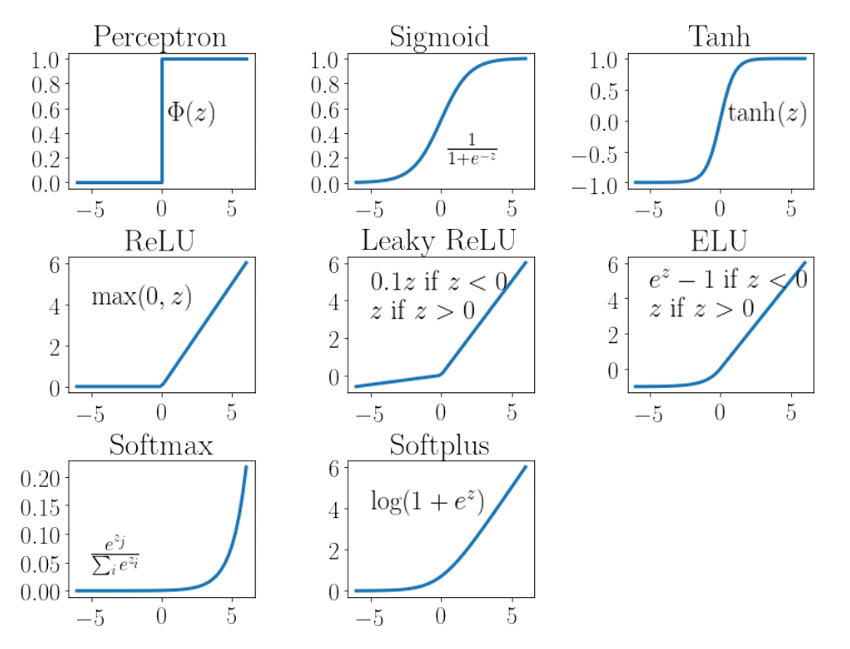 Perceptron
1.0
0.8
0.6
0.4
0.2
0.0
Φ(z)
−5 0 5
Sigmoid
1.0
0.8
0.6
0.4
0.2
0.0
1
1+e^{−z}
−5 0 5
Tanh
1.0
0.5
0.0
−0.5
−1.0
tanh(z)
−5 0 5
ReLU
6
4
2
0
max(0, z)
−5 0 5
Leaky ReLU
6
4
2
0
0.1z if z < 0
z if z > 0
−5 0 5
ELU
6
4
2
0
e^z − 1 if z < 0
z if z > 0
−5 0 5
Softmax
0.20
0.15
0.10
0.05
0.00
e^{z_j}
∑_i e^{z_i}
−5 0 5
Softplus
6
4
2
0
log(1 + e^z)
−5 0 5